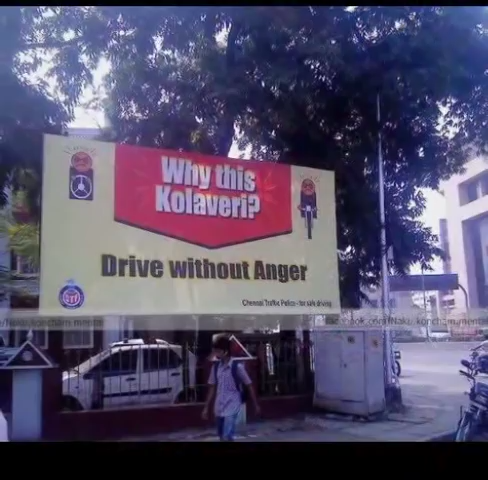 Why this
Kolaveri?
Drive without Anger
Chennai Traffic Police - for safe driving